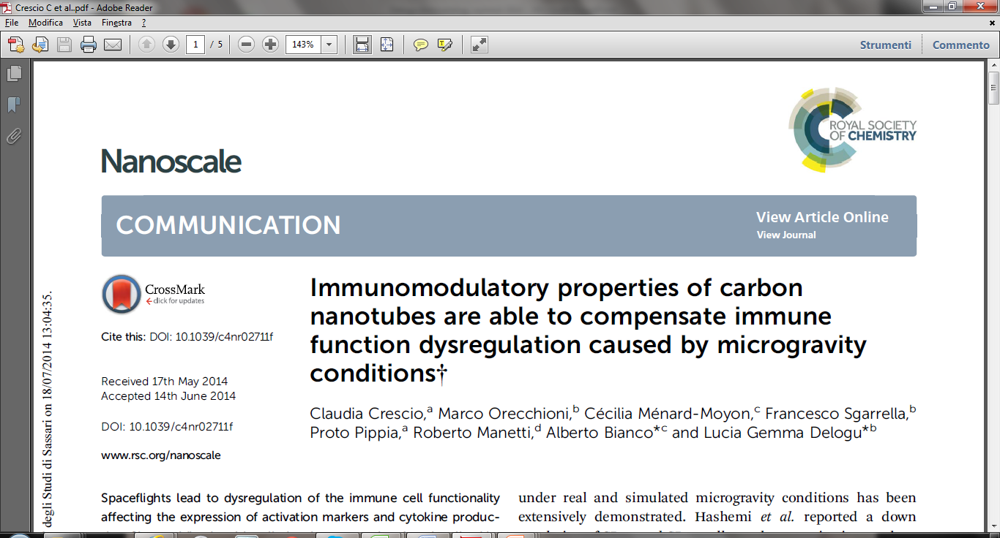 Crescio C et al..pdf - Adobe Reader
File Modifica Vista Finestra ?
1 / 5 143% Strumenti Commento
ROYAL SOCIETY
OF CHEMISTRY
Nanoscale
COMMUNICATION
View Article Online
View Journal
CrossMark
click for updates
Cite this: DOI: 10.1039/c4nr02711f
Received 17th May 2014
Accepted 14th June 2014
DOI: 10.1039/c4nr02711f
www.rsc.org/nanoscale
degli Studi di Sassari on 18/07/2014 13:04:35.
Immunomodulatory properties of carbon
nanotubes are able to compensate immune
function dysregulation caused by microgravity
conditions†
Claudia Crescio,a Marco Orecchioni,b Cécilia Ménard-Moyon,c Francesco Sgarrella,b
Proto Pippia,a Roberto Manetti,d Alberto Bianco*c and Lucia Gemma Delogu*b
Spaceflights lead to dysregulation of the immune cell functionality
affecting the expression of activation markers and cytokine produc-
under real and simulated microgravity conditions has been
extensively demonstrated. Hashemi et al. reported a down